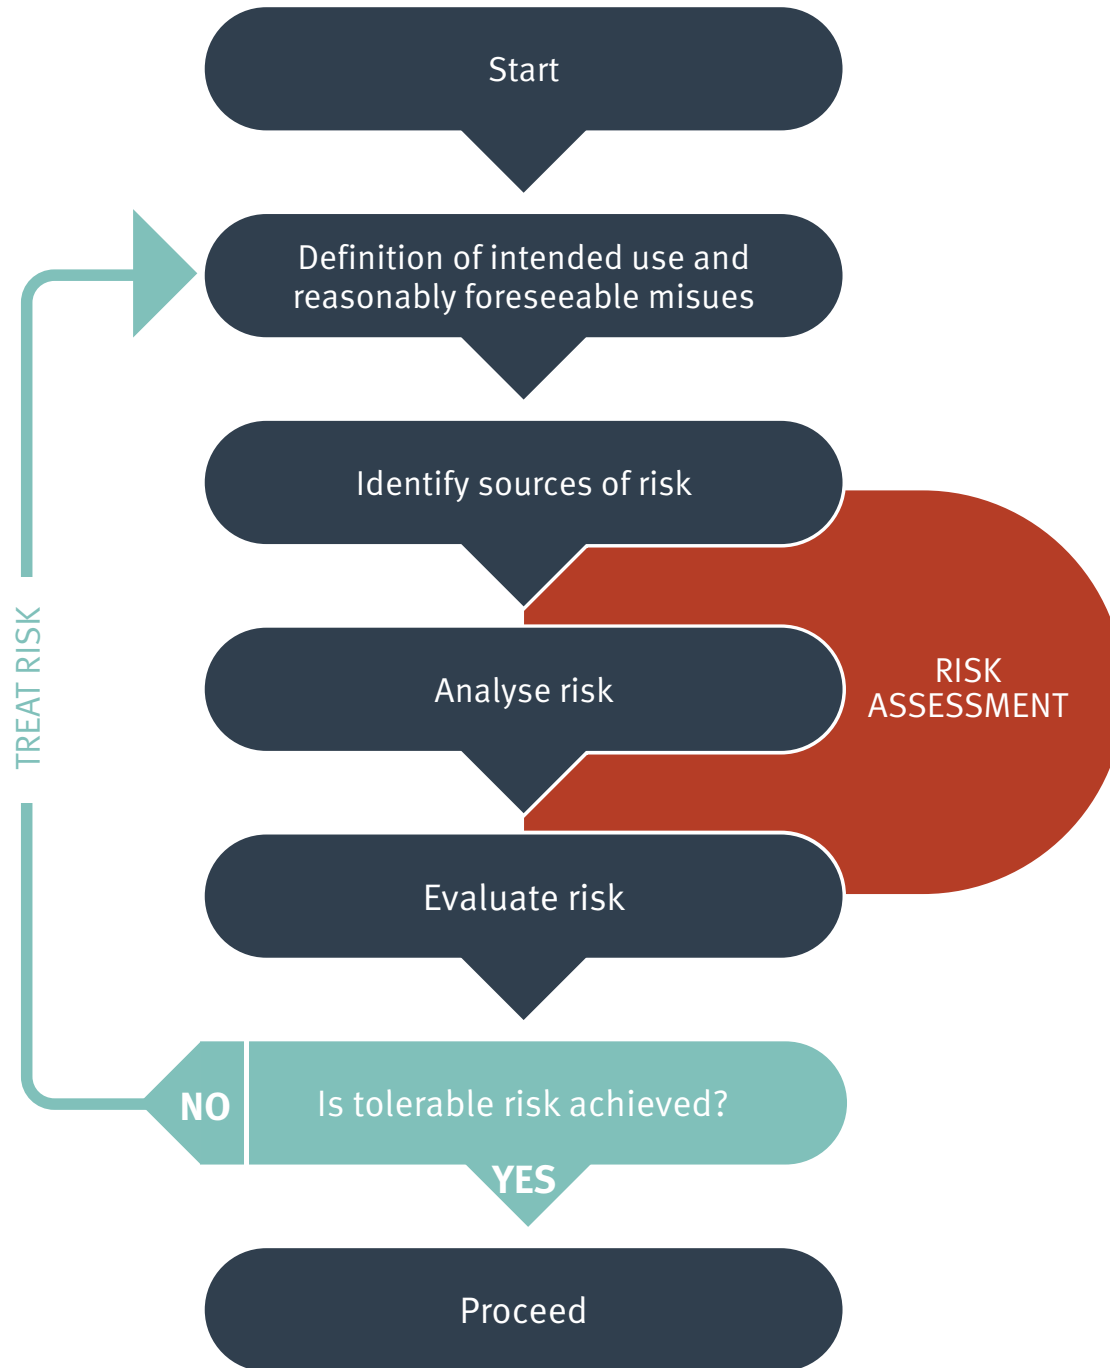 Start
Definition of intended use and
reasonably foreseeable misues
Identify sources of risk
Analyse risk
RISK
ASSESSMENT
TREAT RISK
Evaluate risk
NO
Is tolerable risk achieved?
YES
Proceed